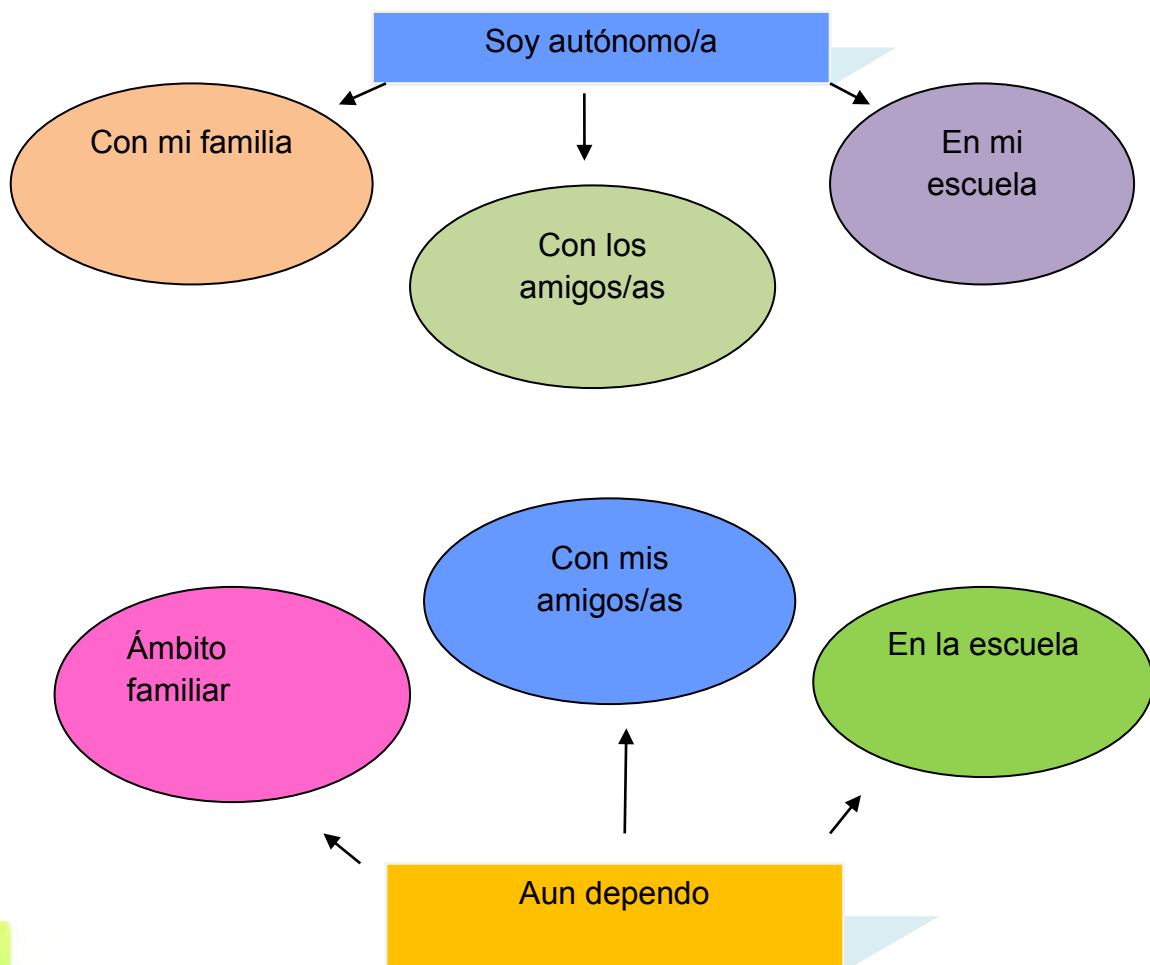 Soy autónomo/a
Con mi familia
En mi
escuela
Con los
amigos/as
Con mis
amigos/as
Ámbito
familiar
En la escuela
Aun dependo